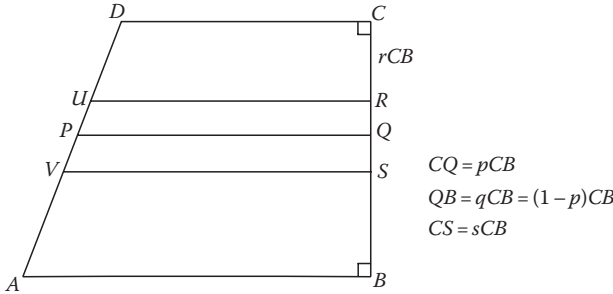 D
C
rCB
U
R
P
Q
V
S
CQ = pCB
QB = qCB = (1 – p)CB
CS = sCB
A
B